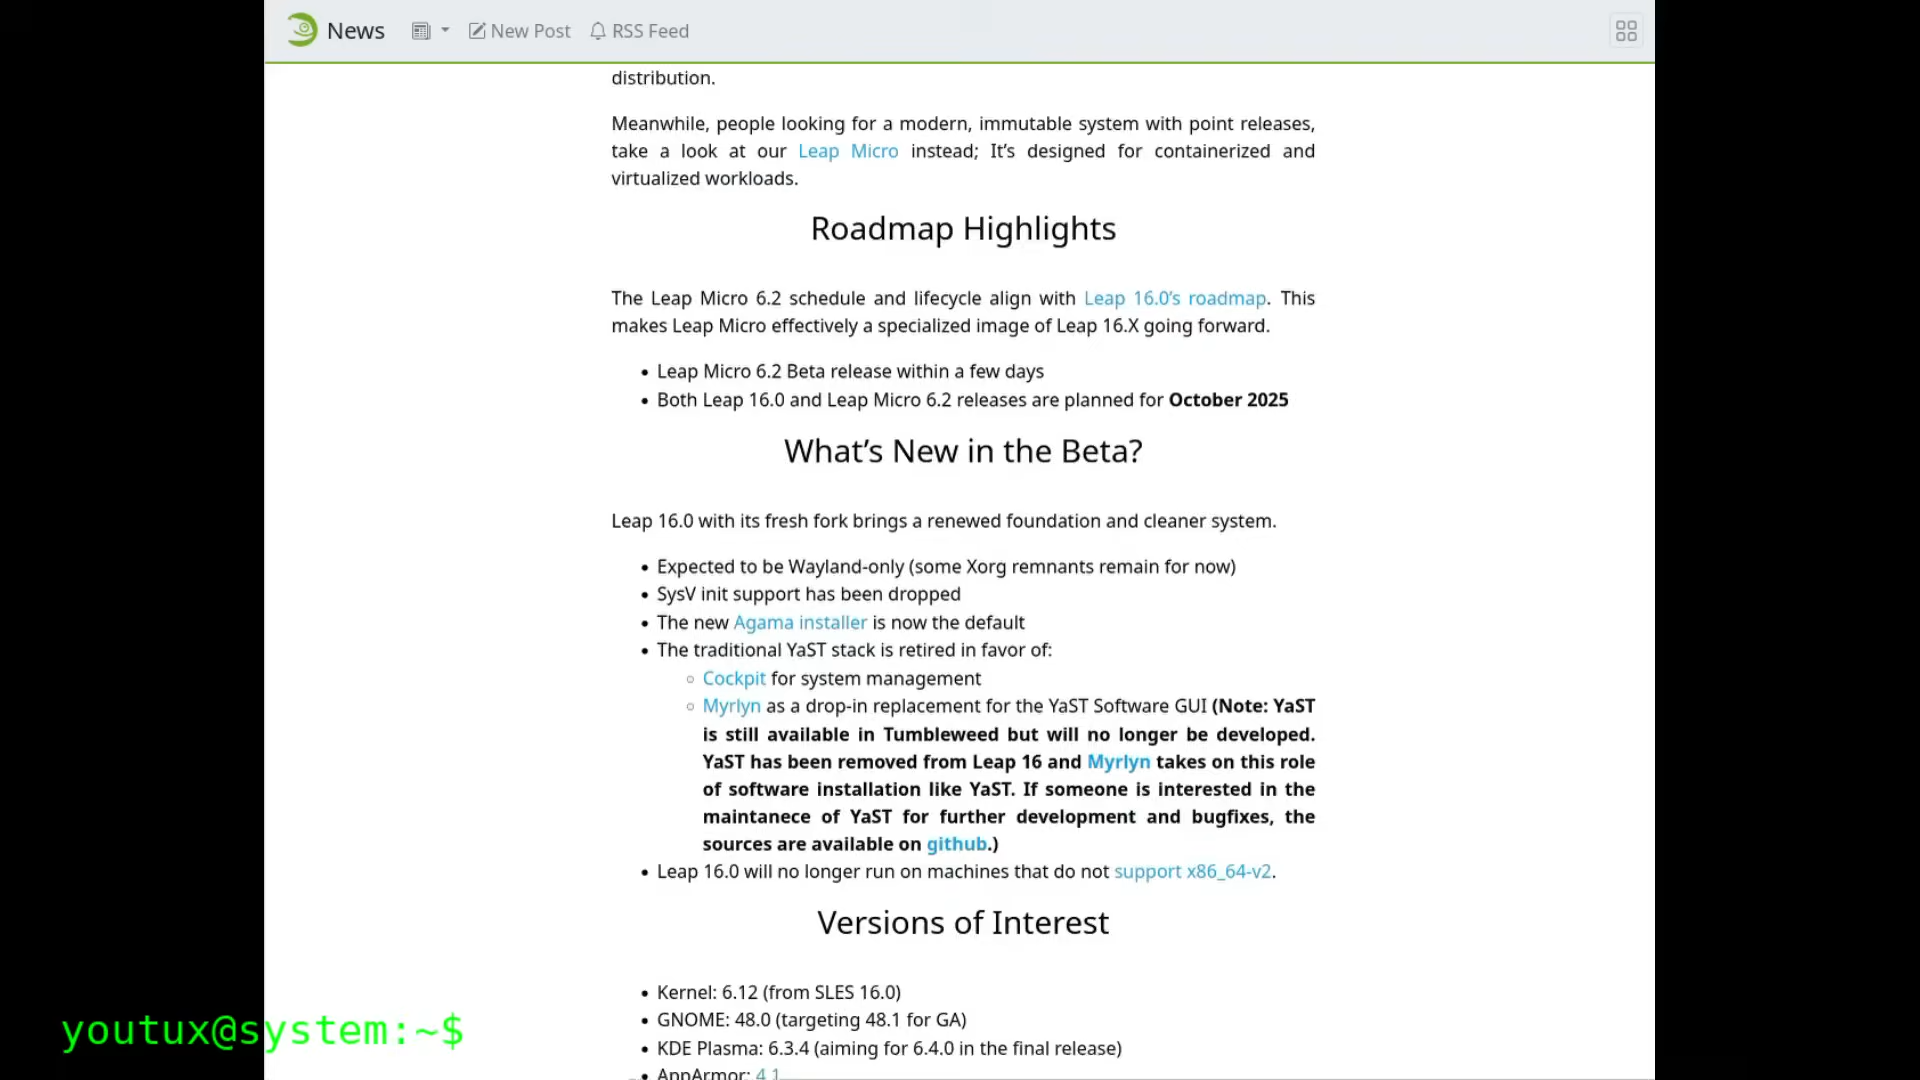 News New Post RSS Feed
distribution.
Meanwhile, people looking for a modern, immutable system with point releases,
take a look at our Leap Micro instead; It’s designed for containerized and
virtualized workloads.
Roadmap Highlights
The Leap Micro 6.2 schedule and lifecycle align with Leap 16.0’s roadmap. This
makes Leap Micro effectively a specialized image of Leap 16.X going forward.
• Leap Micro 6.2 Beta release within a few days
• Both Leap 16.0 and Leap Micro 6.2 releases are planned for October 2025
What’s New in the Beta?
Leap 16.0 with its fresh fork brings a renewed foundation and cleaner system.
• Expected to be Wayland-only (some Xorg remnants remain for now)
• SysV init support has been dropped
• The new Agama installer is now the default
• The traditional YaST stack is retired in favor of:
◦ Cockpit for system management
◦ Myrlyn as a drop-in replacement for the YaST Software GUI (Note: YaST
is still available in Tumbleweed but will no longer be developed.
YaST has been removed from Leap 16 and Myrlyn takes on this role
of software installation like YaST. If someone is interested in the
maintanece of YaST for further development and bugfixes, the
sources are available on github.)
• Leap 16.0 will no longer run on machines that do not support x86_64-v2.
Versions of Interest
• Kernel: 6.12 (from SLES 16.0)
• GNOME: 48.0 (targeting 48.1 for GA)
• KDE Plasma: 6.3.4 (aiming for 6.4.0 in the final release)
• AppArmor: 4.1
youtux@system:~$